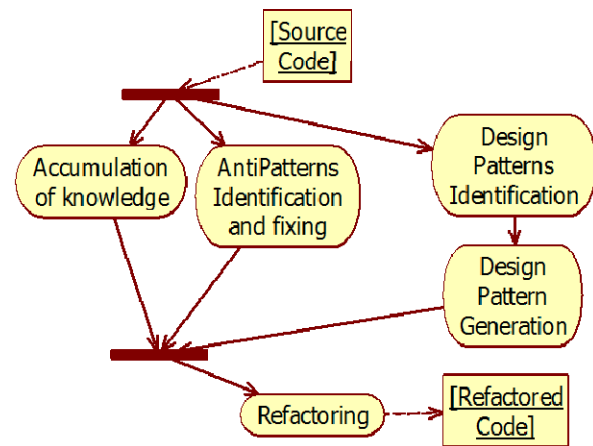 [Source
Code]
Accumulation
of knowledge
AntiPatterns
Identification
and fixing
Design
Patterns
Identification
Design
Pattern
Generation
Refactoring
[Refactored
Code]